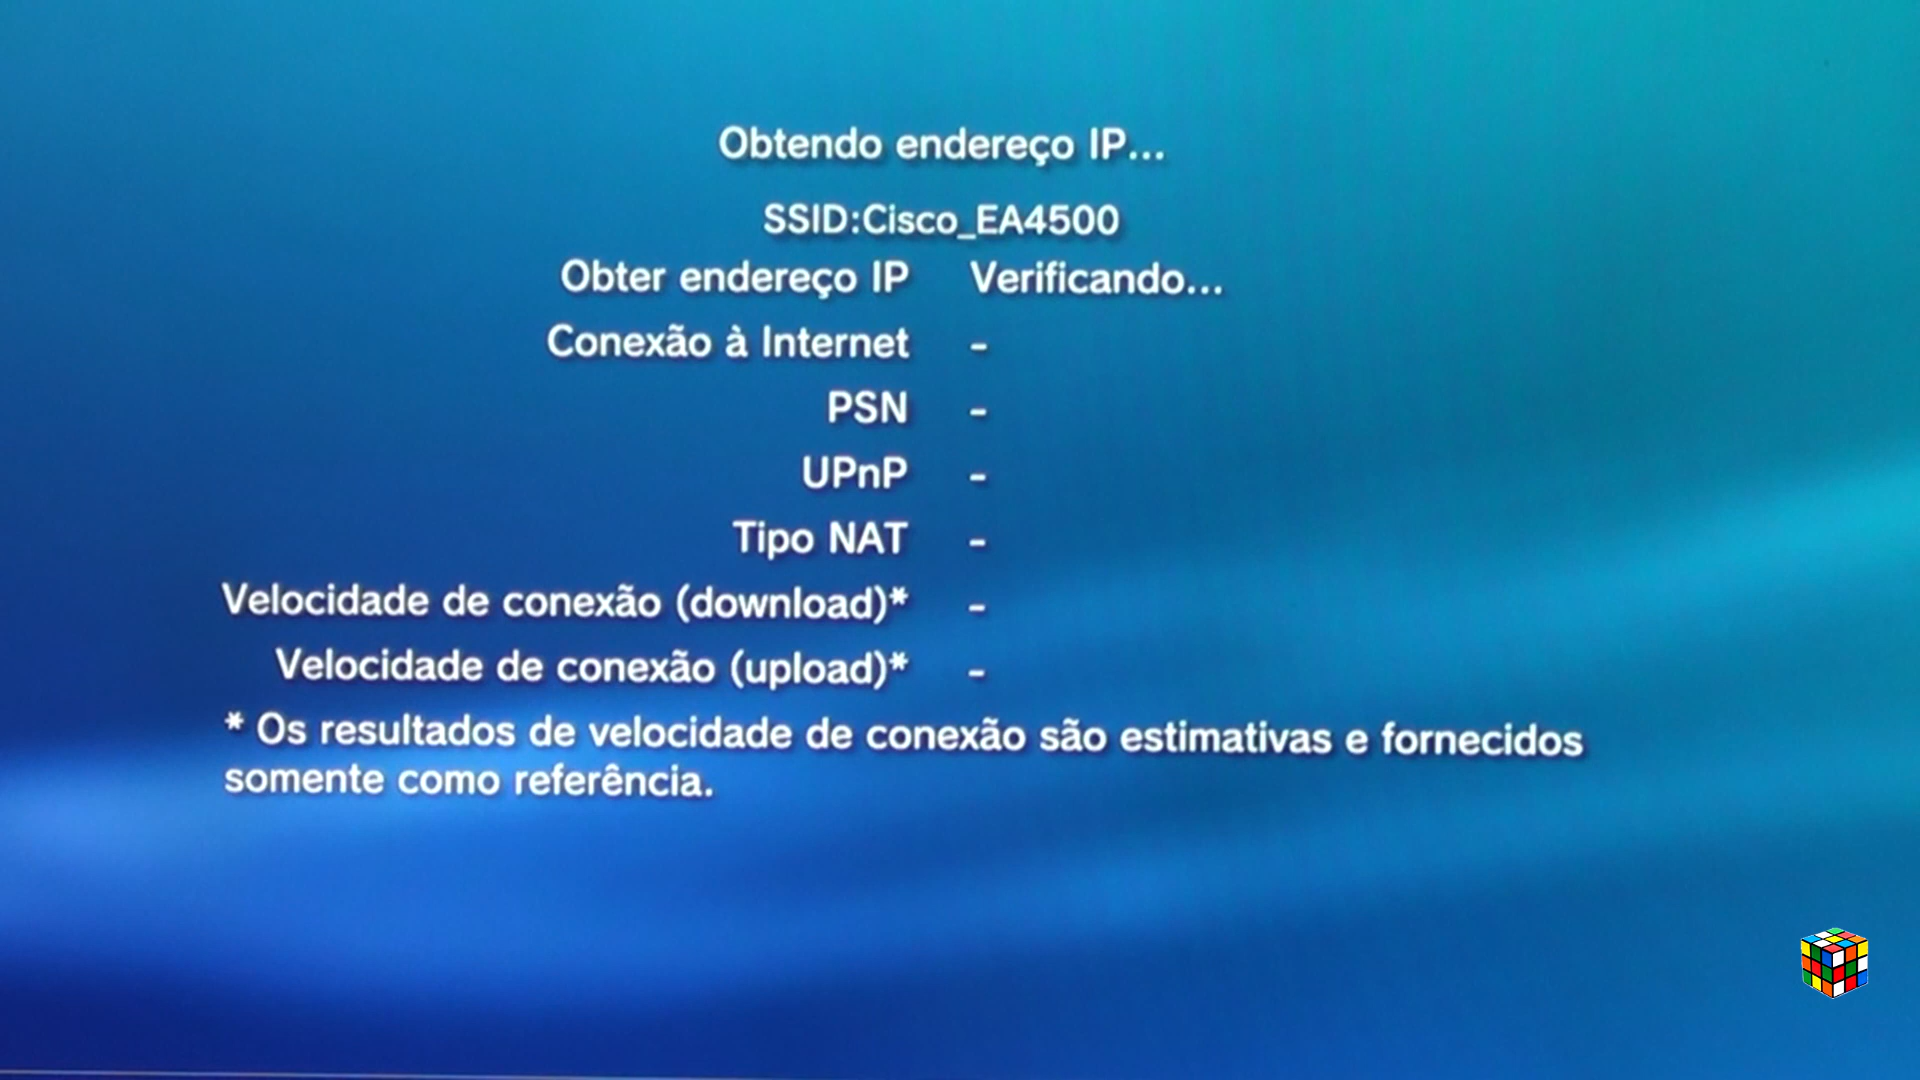 Obtendo endereço IP...
SSID:Cisco_EA4500
Obter endereço IP Verificando...
Conexão à Internet -
PSN -
UPnP -
Tipo NAT -
Velocidade de conexão (download)* -
Velocidade de conexão (upload)* -
* Os resultados de velocidade de conexão são estimativas e fornecidos
somente como referência.